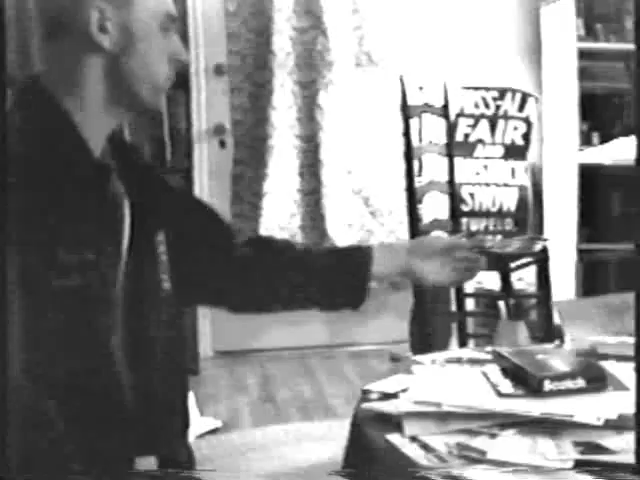 MISS-ALA
FAIR
AND
SHOW
TUPELO.
Scotch